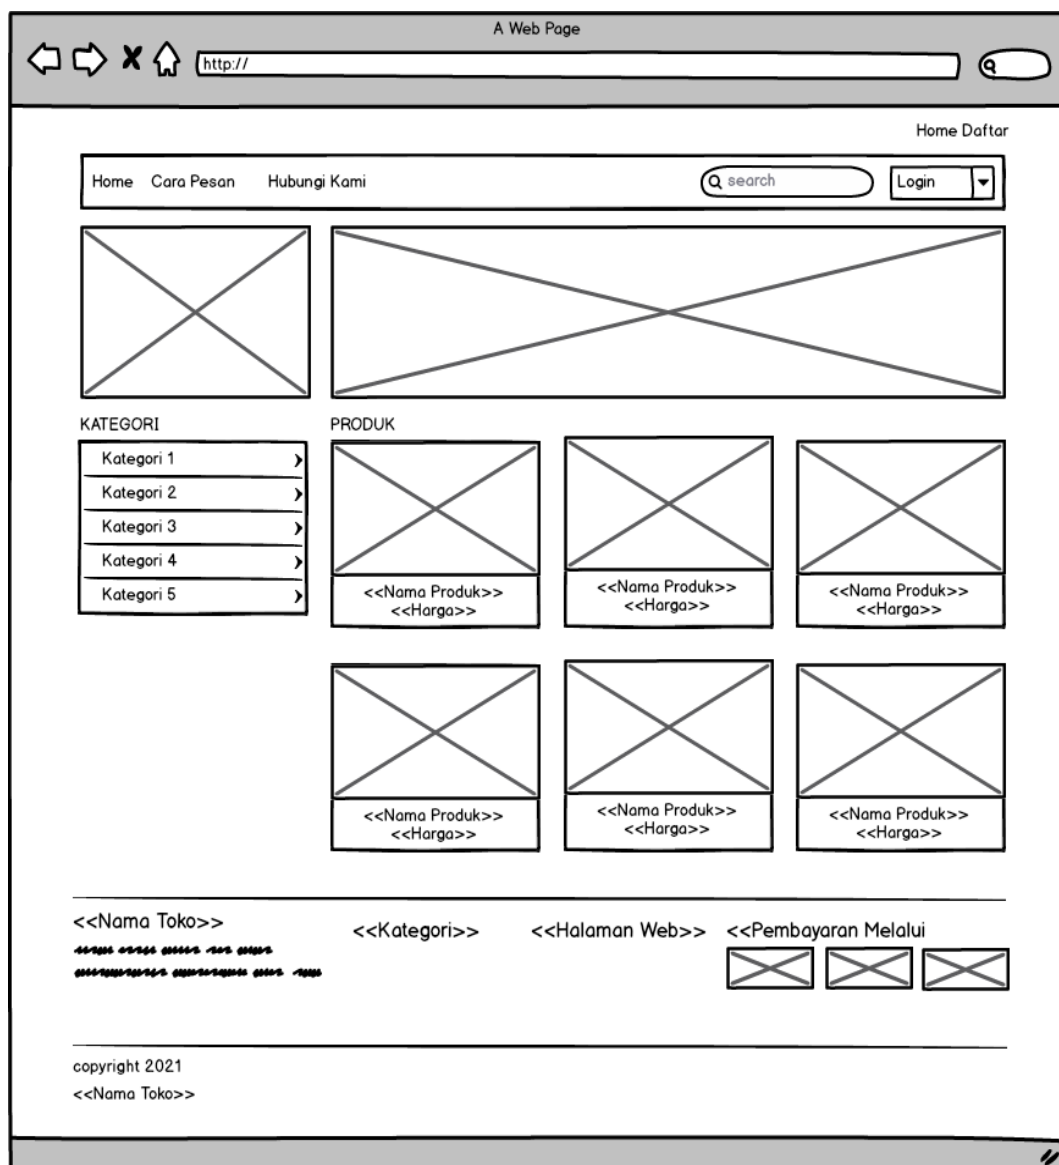 A Web Page
http://
Home Daftar
Home Cara Pesan Hubungi Kami search Login
KATEGORI
Kategori 1
Kategori 2
Kategori 3
Kategori 4
Kategori 5
PRODUK
<<Nama Produk>>
<<Harga>>
<<Nama Produk>>
<<Harga>>
<<Nama Produk>>
<<Harga>>
<<Nama Produk>>
<<Harga>>
<<Nama Produk>>
<<Harga>>
<<Nama Produk>>
<<Harga>>
<<Nama Toko>>
<<Kategori>>
<<Halaman Web>>
<<Pembayaran Melalui
copyright 2021
<<Nama Toko>>